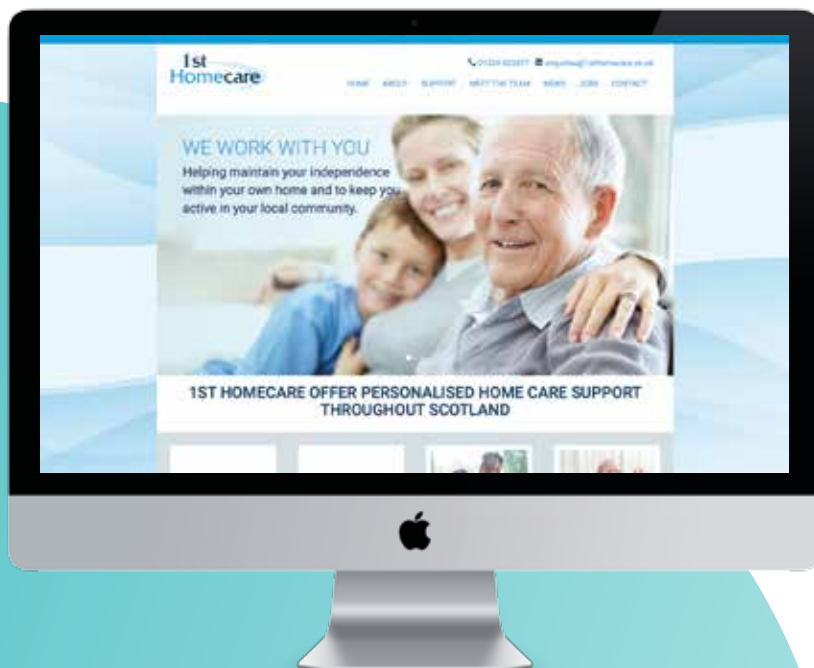 1st
Homecare
HOME ABOUT SUPPORT MEET THE TEAM NEWS JOBS CONTACT
WE WORK WITH YOU
Helping maintain your independence
within your own home and to keep you
active in your local community.
1ST HOMECARE OFFER PERSONALISED HOME CARE SUPPORT
THROUGHOUT SCOTLAND